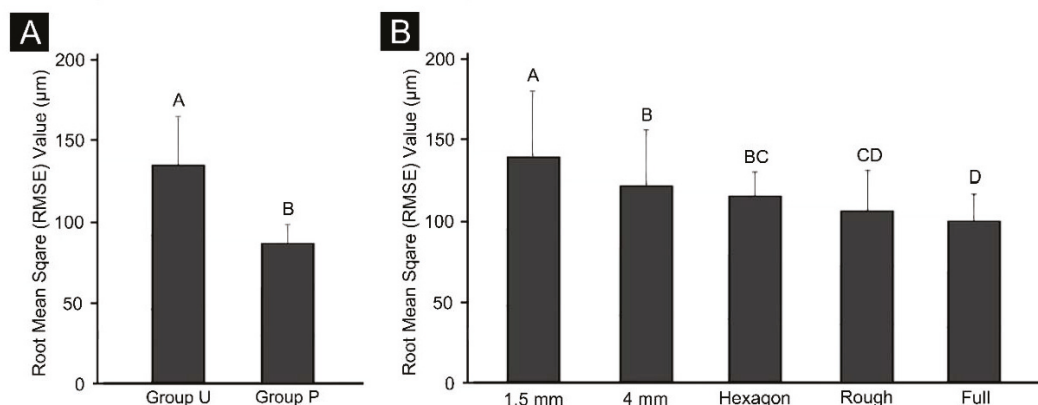 A
Root Mean Sqare (RMSE) Value (μm)
200
150
100
50
0
A
B
Group U
Group P
B
Root Mean Sqare (RMSE) Value (μm)
200
150
100
50
0
A
B
BC
CD
D
1.5 mm
4 mm
Hexagon
Rough
Full